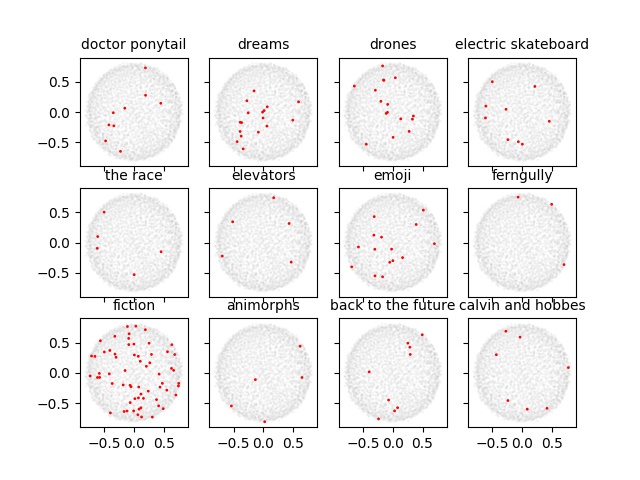 doctor ponytail dreams drones electric skateboard
0.5
0.0
−0.5
the race elevators emoji ferngully
0.5
0.0
−0.5
fiction animorphs back to the future calvin and hobbes
0.5
0.0
−0.5
−0.5 0.0 0.5 −0.5 0.0 0.5 −0.5 0.0 0.5 −0.5 0.0 0.5